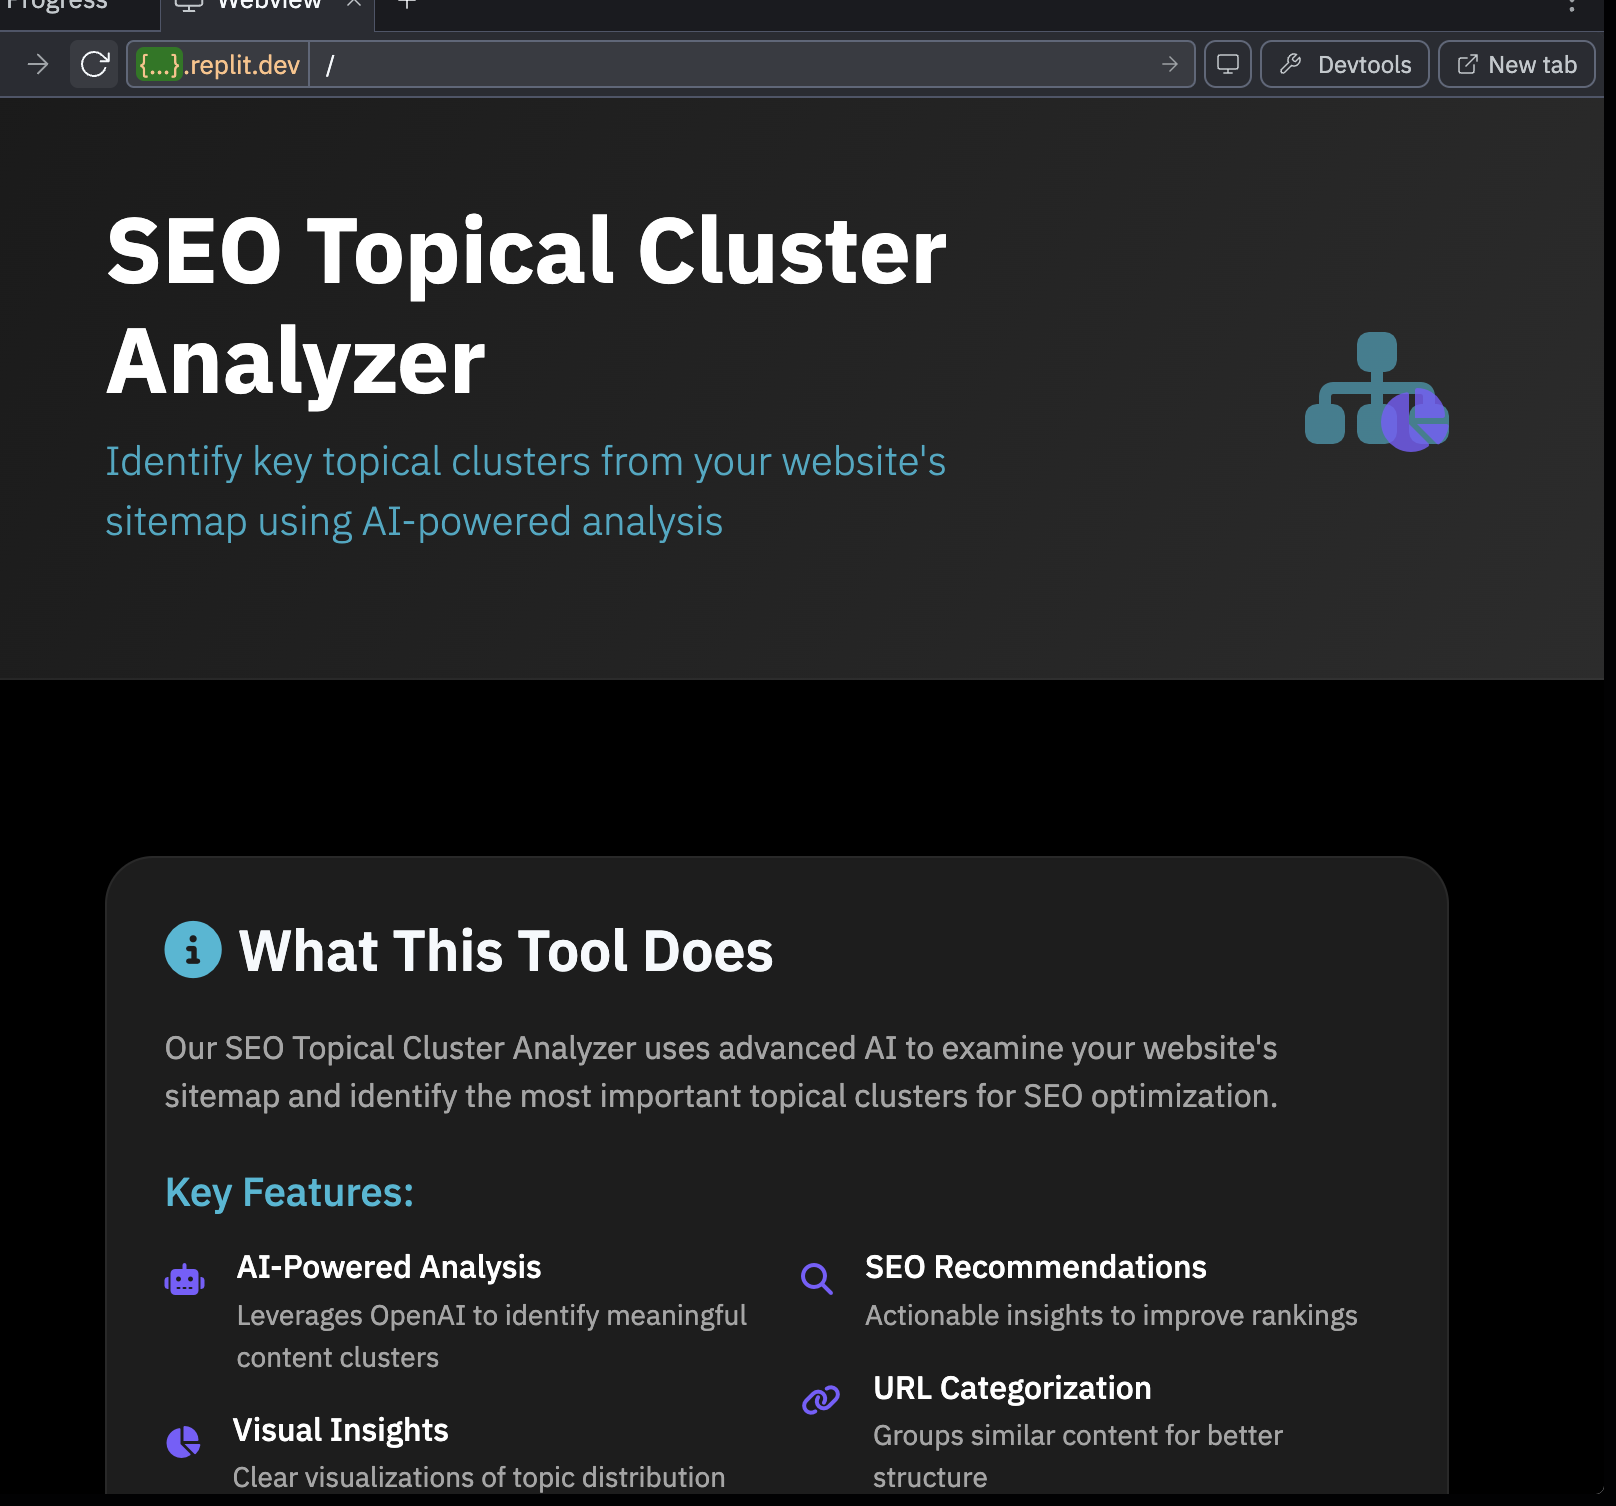 Progress
Webview
{...}.replit.dev /
Devtools
New tab
SEO Topical Cluster
Analyzer
Identify key topical clusters from your website's
sitemap using AI-powered analysis
What This Tool Does
Our SEO Topical Cluster Analyzer uses advanced AI to examine your website's
sitemap and identify the most important topical clusters for SEO optimization.
Key Features:
AI-Powered Analysis
Leverages OpenAI to identify meaningful
content clusters
Visual Insights
Clear visualizations of topic distribution
SEO Recommendations
Actionable insights to improve rankings
URL Categorization
Groups similar content for better
structure